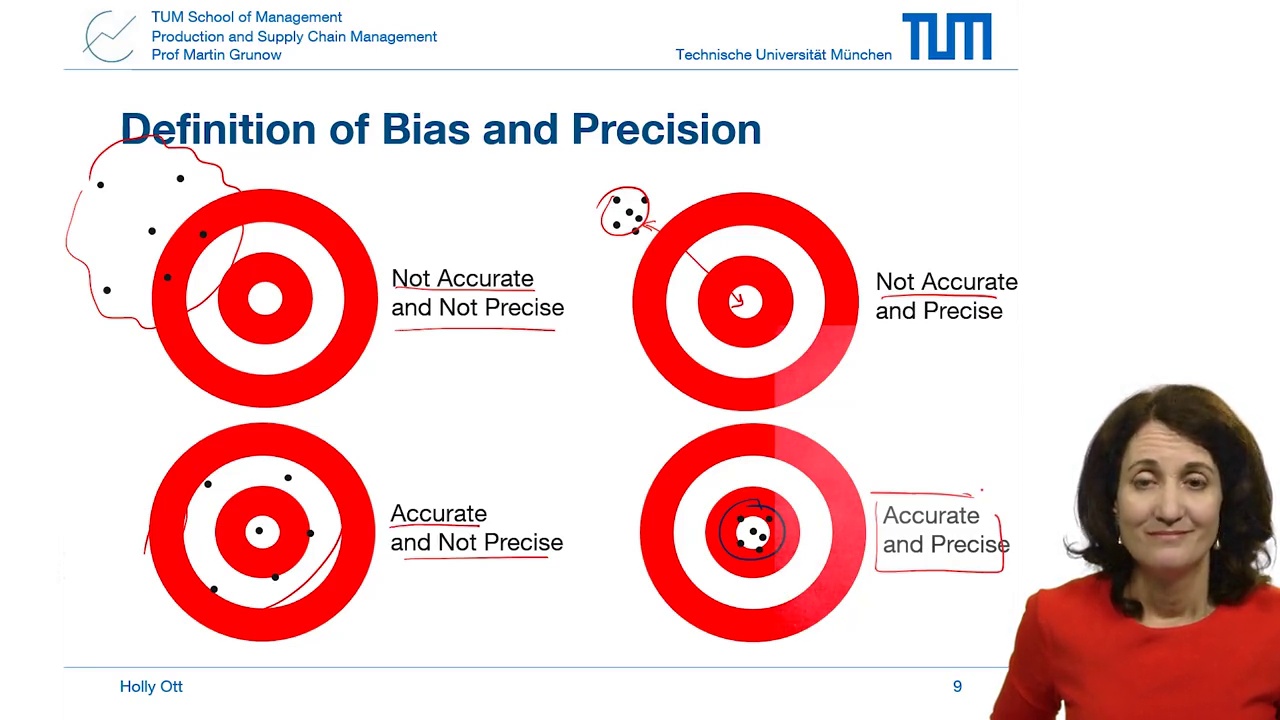 TUM School of Management
Production and Supply Chain Management
Prof Martin Grunow
Technische Universität München
TUM
Definition of Bias and Precision
Not Accurate
and Not Precise
Not Accurate
and Precise
Accurate
and Not Precise
Accurate
and Precise
Holly Ott
9